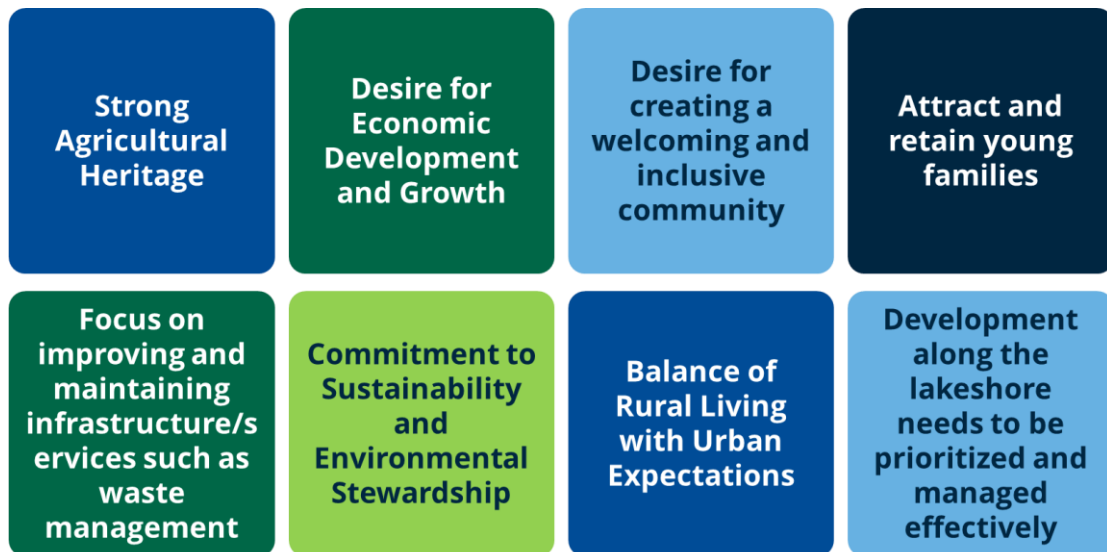 Strong
Agricultural
Heritage
Desire for
Economic
Development
and Growth
Desire for
creating a
welcoming and
inclusive
community
Attract and
retain young
families
Focus on
improving and
maintaining
infrastructure/s
ervices such as
waste
management
Commitment to
Sustainability
and
Environmental
Stewardship
Balance of
Rural Living
with Urban
Expectations
Development
along the
lakeshore
needs to be
prioritized and
managed
effectively